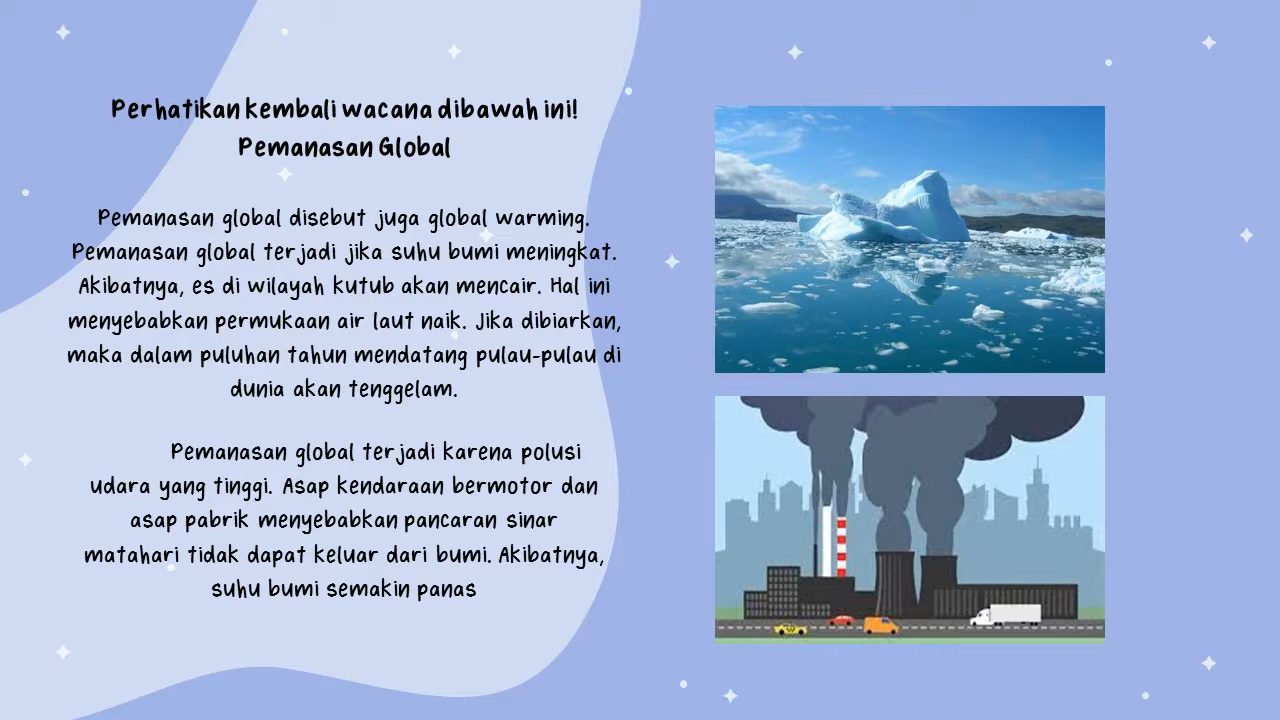 Perhatikan kembali wacana dibawah ini!
Pemanasan Global
Pemanasan global disebut juga global warming.
Pemanasan global terjadi jika suhu bumi meningkat.
Akibatnya, es di wilayah kutub akan mencair. Hal ini
menyebabkan permukaan air laut naik. Jika dibiarkan,
maka dalam puluhan tahun mendatang pulau-pulau di
dunia akan tenggelam.
Pemanasan global terjadi karena polusi
udara yang tinggi. Asap kendaraan bermotor dan
asap pabrik menyebabkan pancaran sinar
matahari tidak dapat keluar dari bumi. Akibatnya,
suhu bumi semakin panas